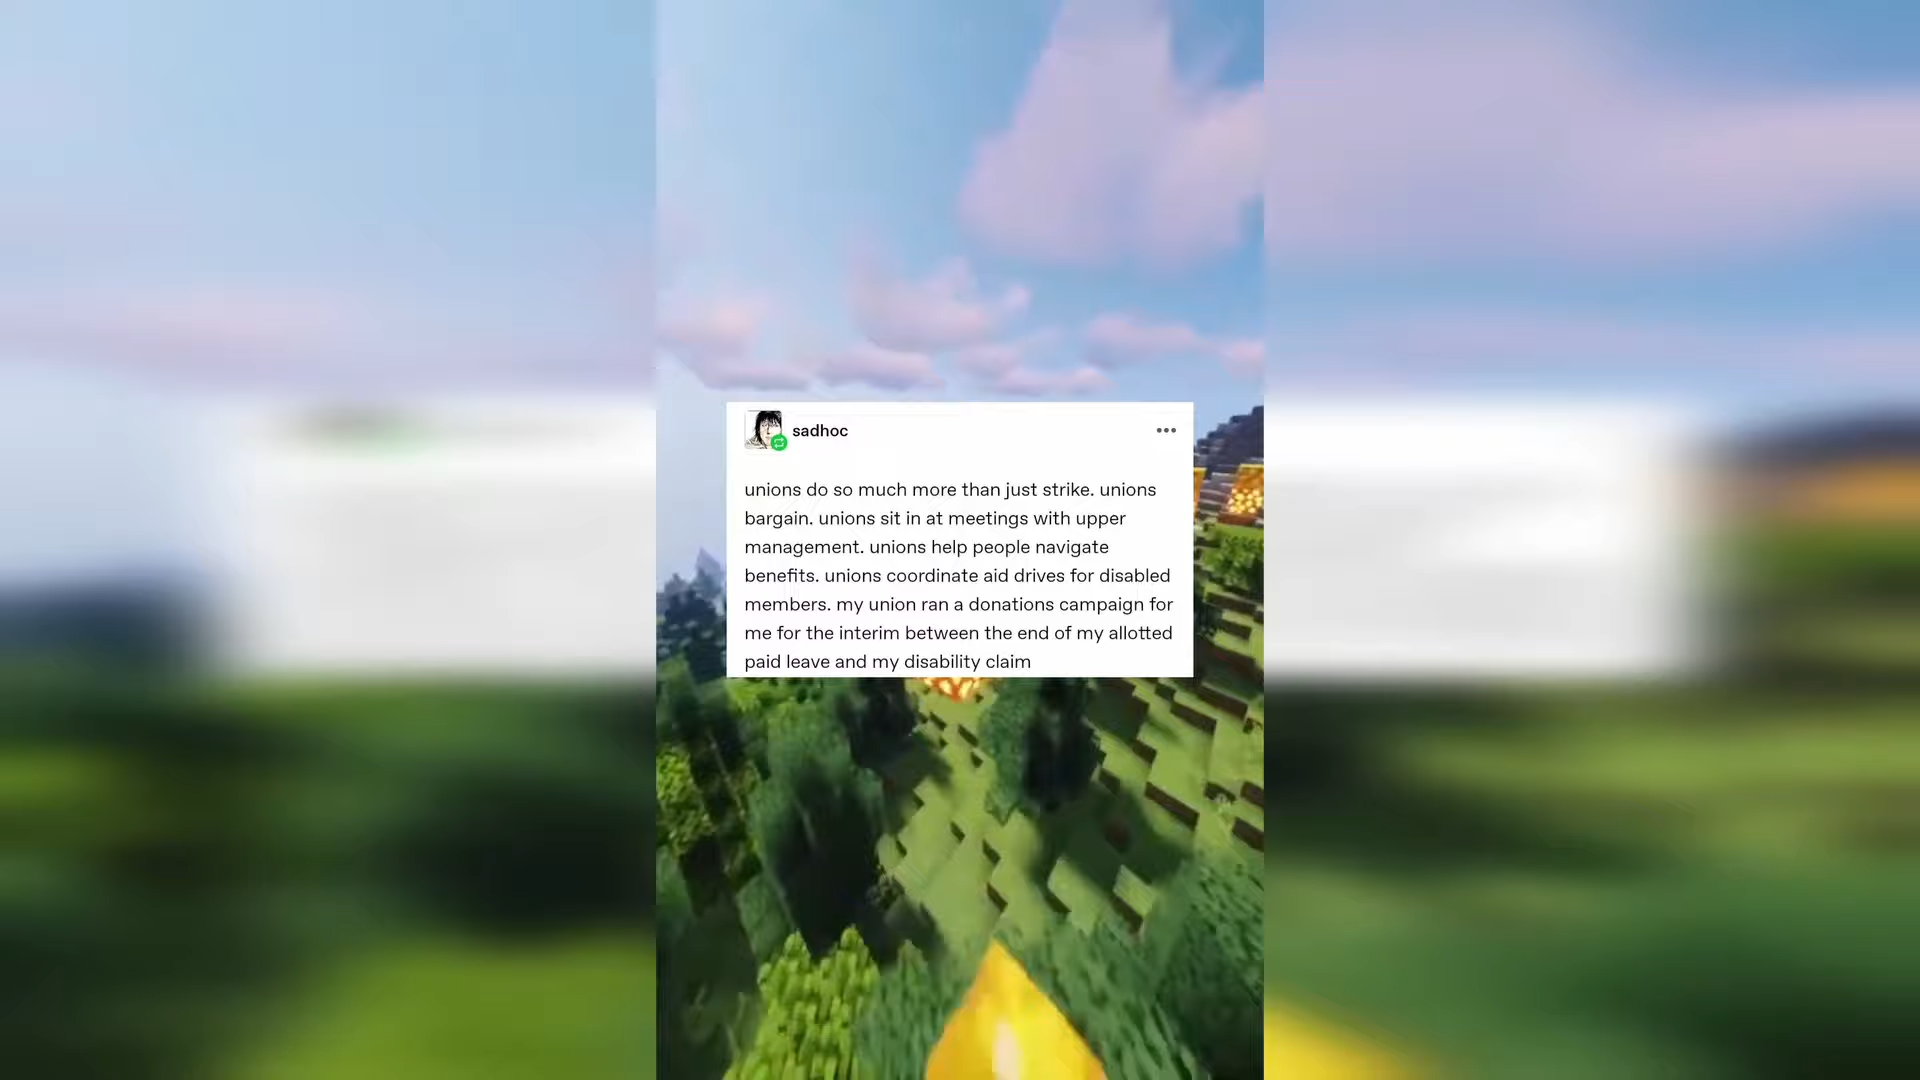 sadhoc
unions do so much more than just strike. unions
bargain. unions sit in at meetings with upper
management. unions help people navigate
benefits. unions coordinate aid drives for disabled
members. my union ran a donations campaign for
me for the interim between the end of my allotted
paid leave and my disability claim